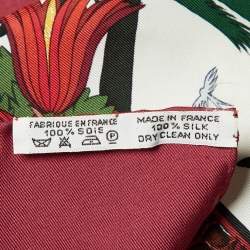 FABRIQUE EN FRANCE
100% SOIE
MADE IN FRANCE
100% SILK
DRY CLEAN ONLY